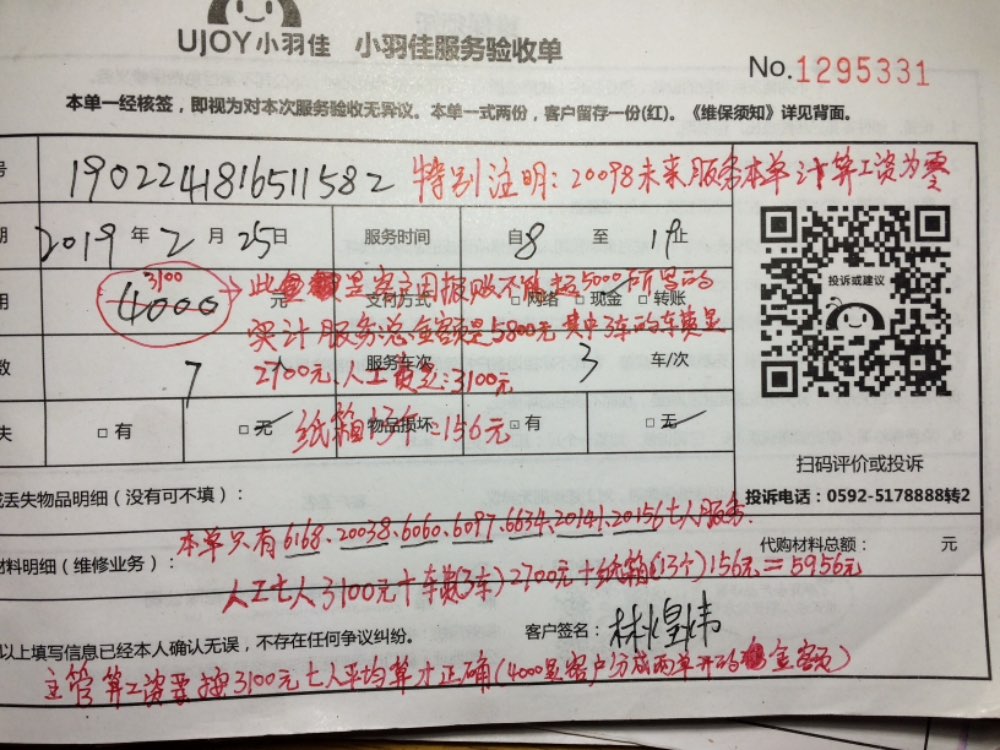 UJOY小羽佳 小羽佳服务验收单
No.1295331
本单一经核签，即视为对本次服务验收无异议。本单一式两份，客户留存一份(红)。《维保须知》详见背面。
号 1902241816511582 特别注明：20098未来服务本单计算工资为零
期 2019年2月25日 服务时间 自8至19止
用 4000 元 支付方式 □网络 □现金 □转账
3100
此 是客户因报账不能超5000所写的
实计服务总金额是5800元 其中3车的车费是
数 7 人 服务车次 3 车/次
2700元.人工费是:3100元
失 □有 □无 物品损坏 □有 □无
纸箱13个:156元
投诉或建议
扫码评价或投诉
或丢失物品明细（没有可不填）：
投诉电话：0592-5178888转2
本单只有6168.20038.6060.6097.6634.20141.20156七人服务.
材料明细（维修业务）： 代购材料总额： 元
人工七人3100元+车费(3车)2700元+纸箱(13个)156元=5956元
以上填写信息已经本人确认无误，不存在任何争议纠纷。 客户签名：林煌炜
主管算工资要按3100元七人平均算才正确(4000是客户分成两单开的 金额)